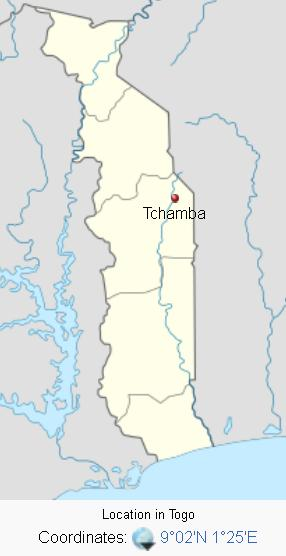 Tchamba
Location in Togo
Coordinates: 9°02'N 1°25'E